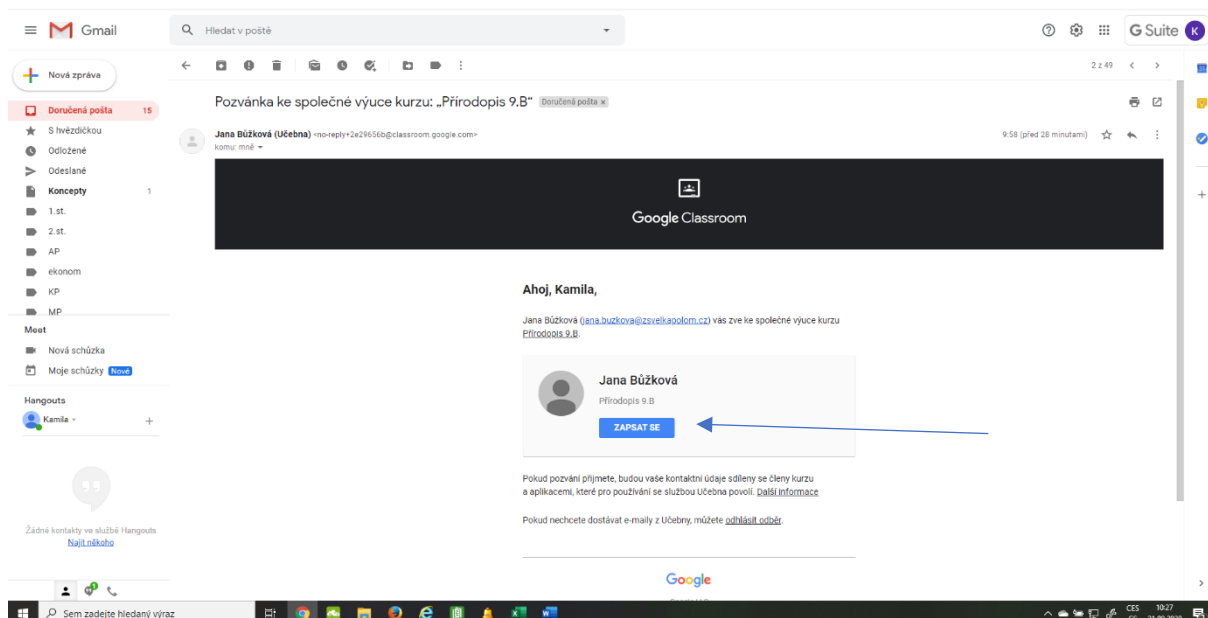 Gmail
Hledat v poště
G Suite
K
Nová zpráva
2 z 49
Doručená pošta 15
S hvězdičkou
Odložené
Odeslané
Koncepty 1
1.st.
2.st.
AP
ekonom
KP
MP
Meet
Nová schůzka
Moje schůzky Nové
Hangouts
Kamila
Žádné kontakty ve službě Hangouts
Najít někoho
Pozvánka ke společné výuce kurzu: „Přírodopis 9.B“ Doručená pošta x
Jana Bůžková (Učebna) <no-reply+2e29656b@classroom.google.com>
9:58 (před 28 minutami)
komu: mně
Google Classroom
Ahoj, Kamila,
Jana Bůžková (jana.buzkova@zsvelkapolom.cz) vás zve ke společné výuce kurzu
Přírodopis 9.B.
Jana Bůžková
Přírodopis 9.B
ZAPSAT SE
Pokud pozvání přijmete, budou vaše kontaktní údaje sdíleny se členy kurzu
a aplikacemi, které pro používání se službou Učebna povolí. Další informace
Pokud nechcete dostávat e-maily z Učebny, můžete odhlásit odběr.
Google
Sem zadejte hledaný výraz
CES
10:27